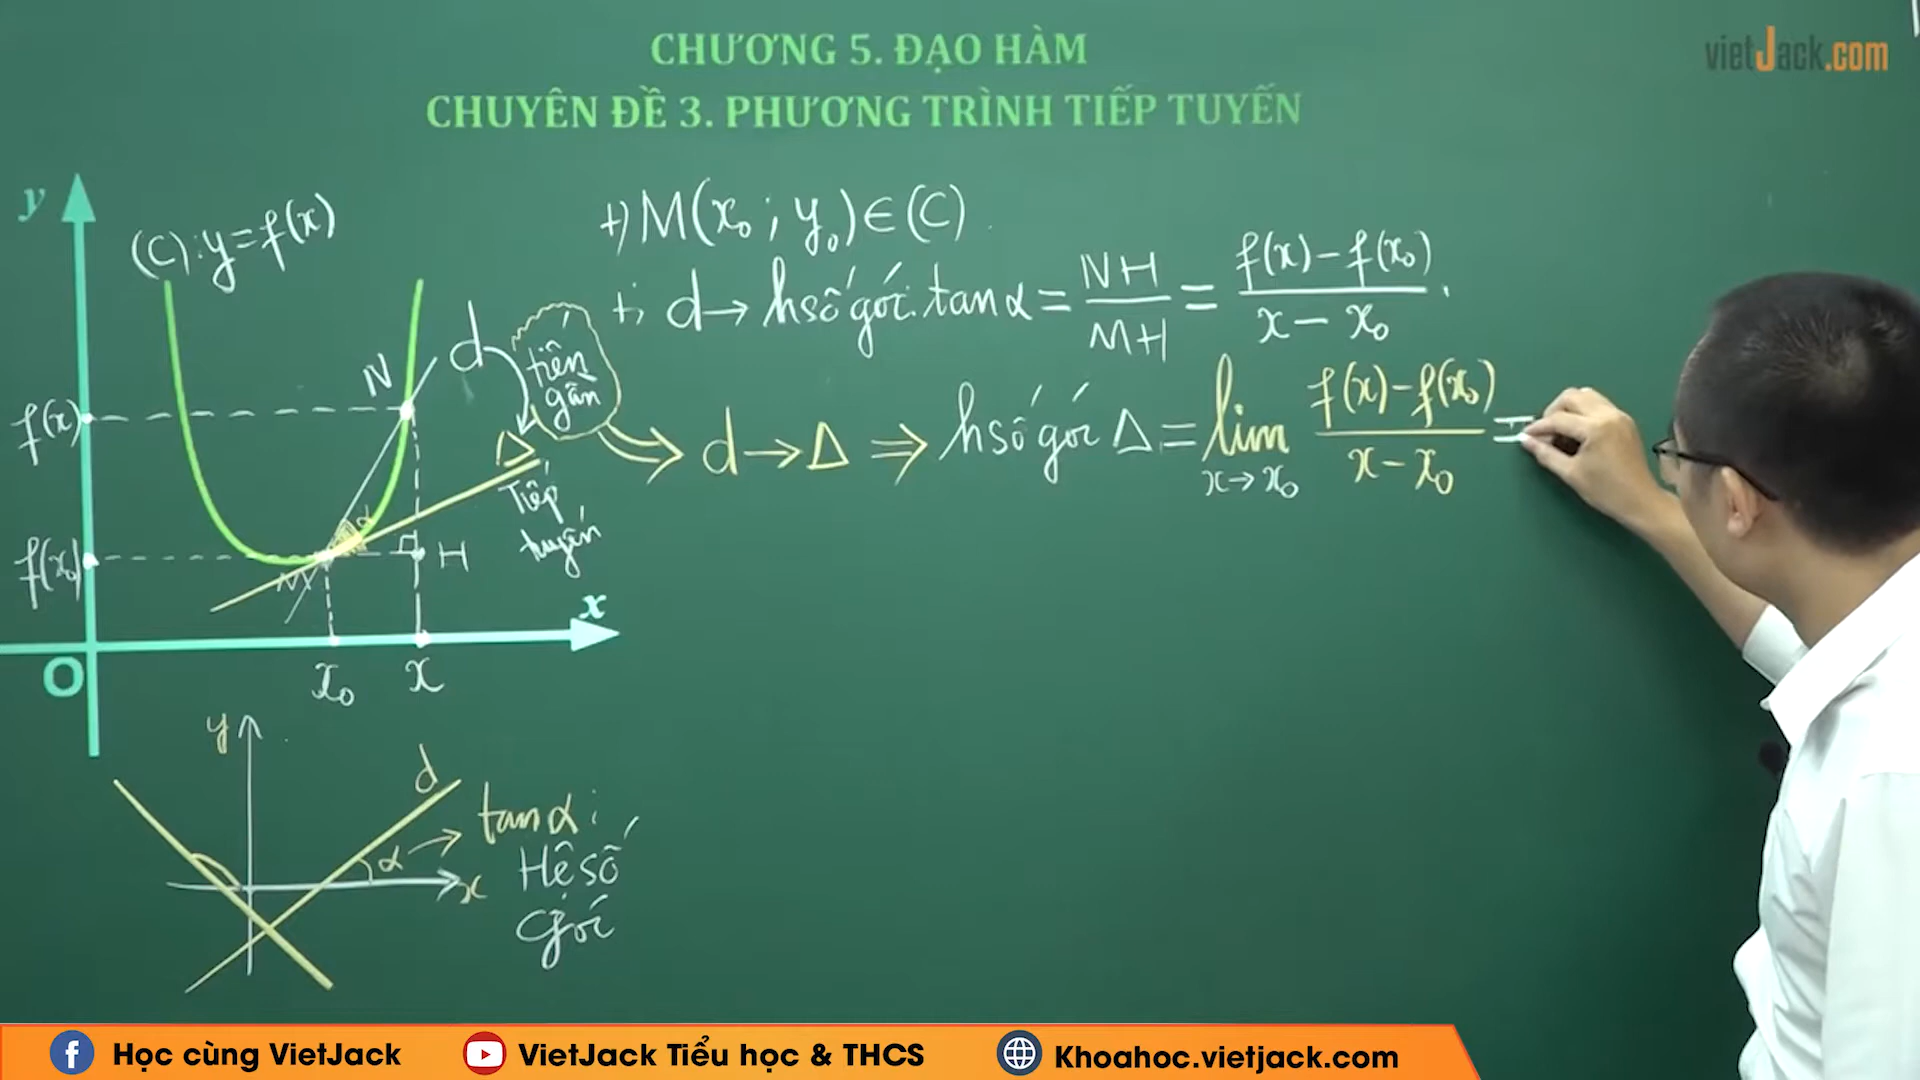 CHƯƠNG 5. ĐẠO HÀM
CHUYÊN ĐỀ 3. PHƯƠNG TRÌNH TIẾP TUYẾN
vietJack.com
y
(C): y = f(x)
N
d
tiến
gần
f(x)
Δ
Tiếp
tuyến
α
f(x₀)
M
H
x
O
x₀
x
+) M(x₀ ; y₀) ∈ (C)
+, d → hsố góc: tan α = NH/MH = (f(x) - f(x₀))/(x - x₀).
d → Δ ⇒ hsố góc Δ = lim x→x₀ (f(x) - f(x₀))/(x - x₀) =
y
d
α
x
tan α:
Hệ số
góc
Học cùng VietJack
VietJack Tiểu học & THCS
Khoahoc.vietjack.com